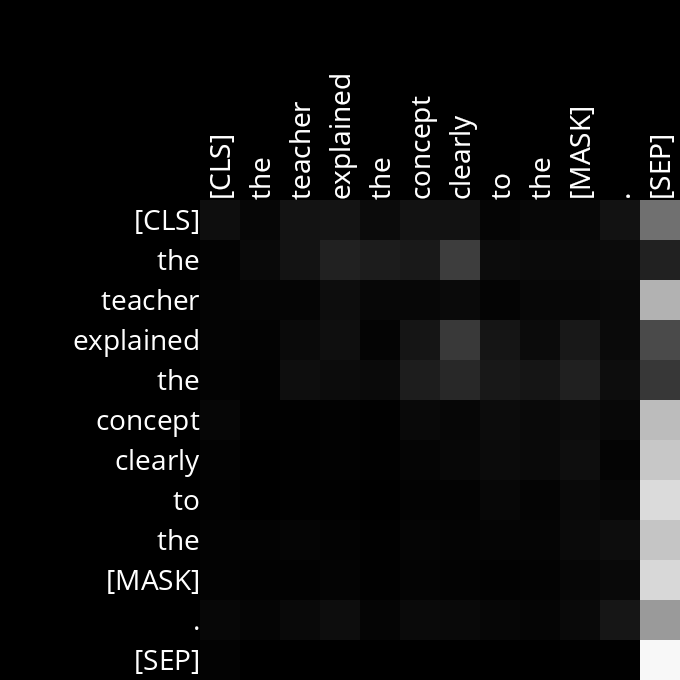 [CLS]
the
teacher
explained
the
concept
clearly
to
the
[MASK]
.
[SEP]
[CLS]
the
teacher
explained
the
concept
clearly
to
the
[MASK]
.
[SEP]